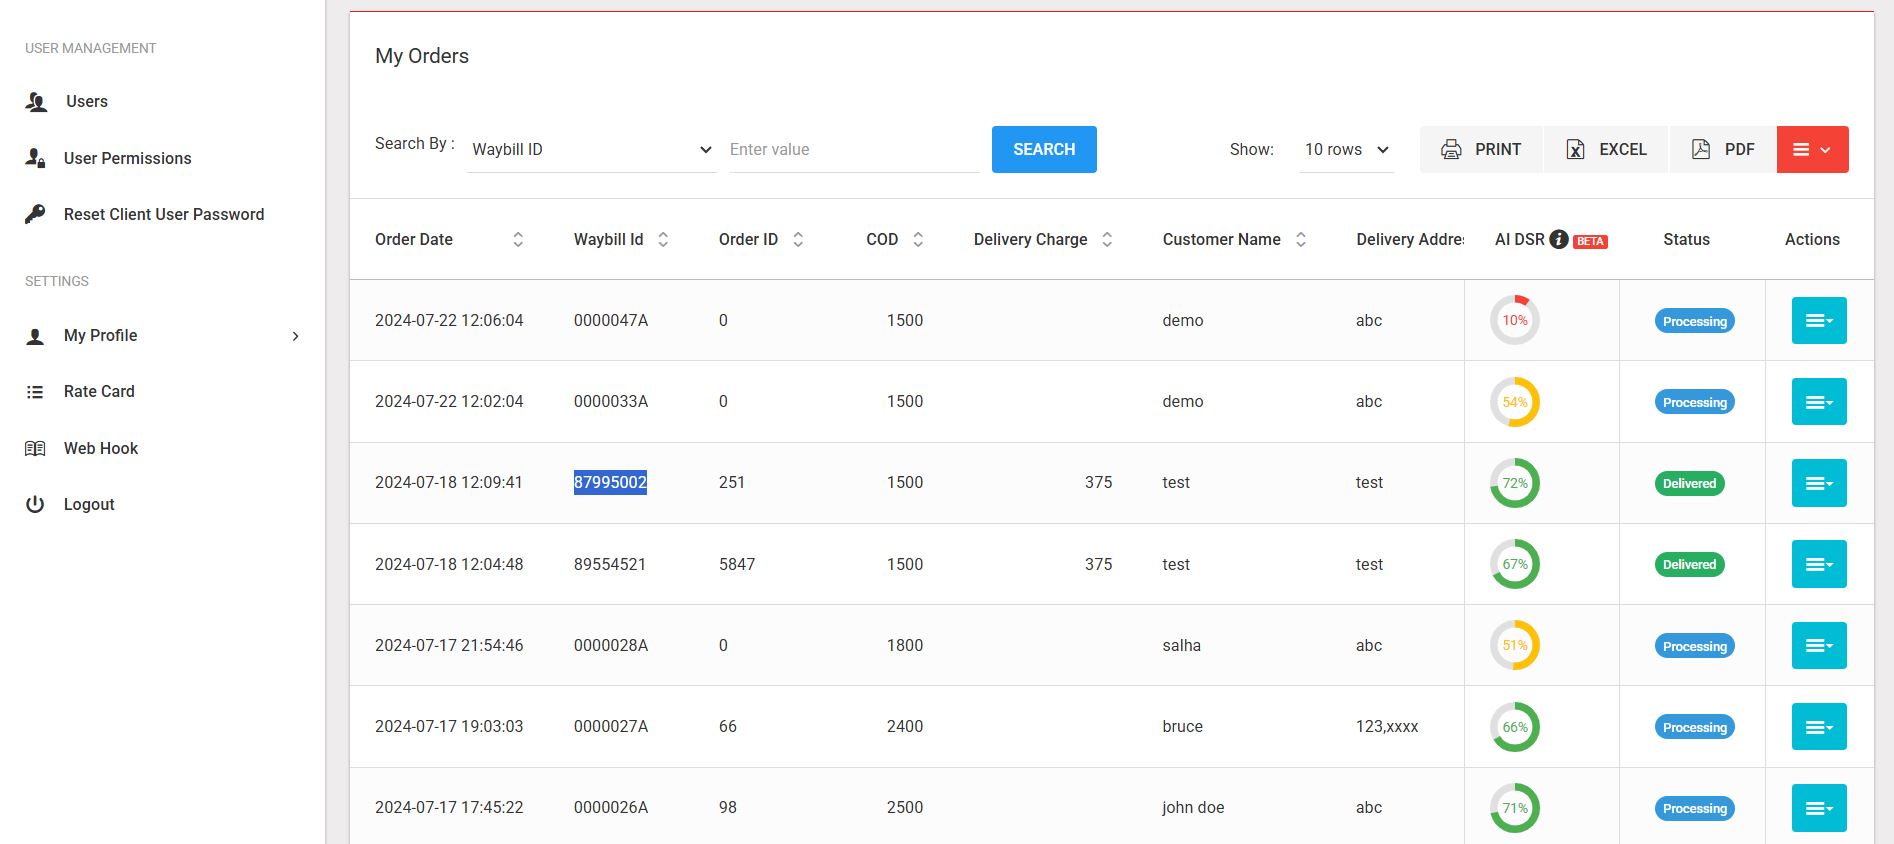 USER MANAGEMENT
Users
User Permissions
Reset Client User Password
SETTINGS
My Profile
Rate Card
Web Hook
Logout
My Orders
Search By : Waybill ID Enter value SEARCH Show: 10 rows PRINT EXCEL PDF
Order Date Waybill Id Order ID COD Delivery Charge Customer Name Delivery Addre AI DSR i BETA Status Actions
2024-07-22 12:06:04 0000047A 0 1500 demo abc 10% Processing
2024-07-22 12:02:04 0000033A 0 1500 demo abc 54% Processing
2024-07-18 12:09:41 87995002 251 1500 375 test test 72% Delivered
2024-07-18 12:04:48 89554521 5847 1500 375 test test 67% Delivered
2024-07-17 21:54:46 0000028A 0 1800 salha abc 51% Processing
2024-07-17 19:03:03 0000027A 66 2400 bruce 123,xxxx 66% Processing
2024-07-17 17:45:22 0000026A 98 2500 john doe abc 71% Processing